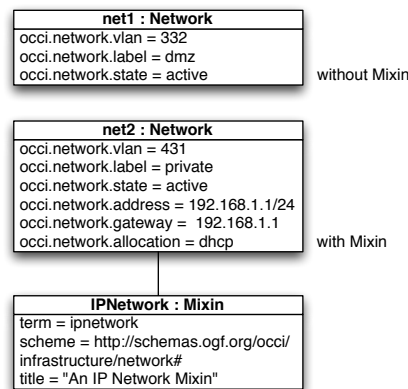 net1 : Network
occi.network.vlan = 332
occi.network.label = dmz
occi.network.state = active
without Mixin
net2 : Network
occi.network.vlan = 431
occi.network.label = private
occi.network.state = active
occi.network.address = 192.168.1.1/24
occi.network.gateway = 192.168.1.1
occi.network.allocation = dhcp
with Mixin
IPNetwork : Mixin
term = ipnetwork
scheme = http://schemas.ogf.org/occi/
infrastructure/network#
title = "An IP Network Mixin"